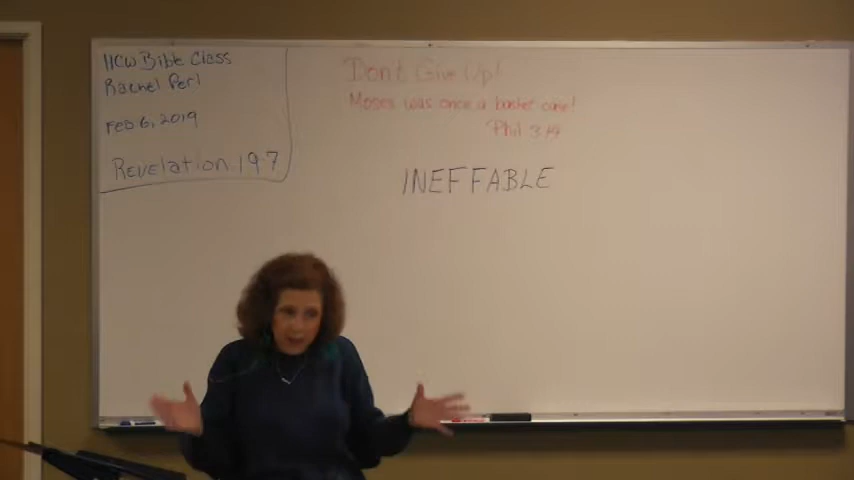 HCW Bible Class
Rachel Perl
Feb 6, 2019
Revelation 19:7
Don't Give Up!
Moses was once a basket case!
Phil 3:14
INEFFABLE